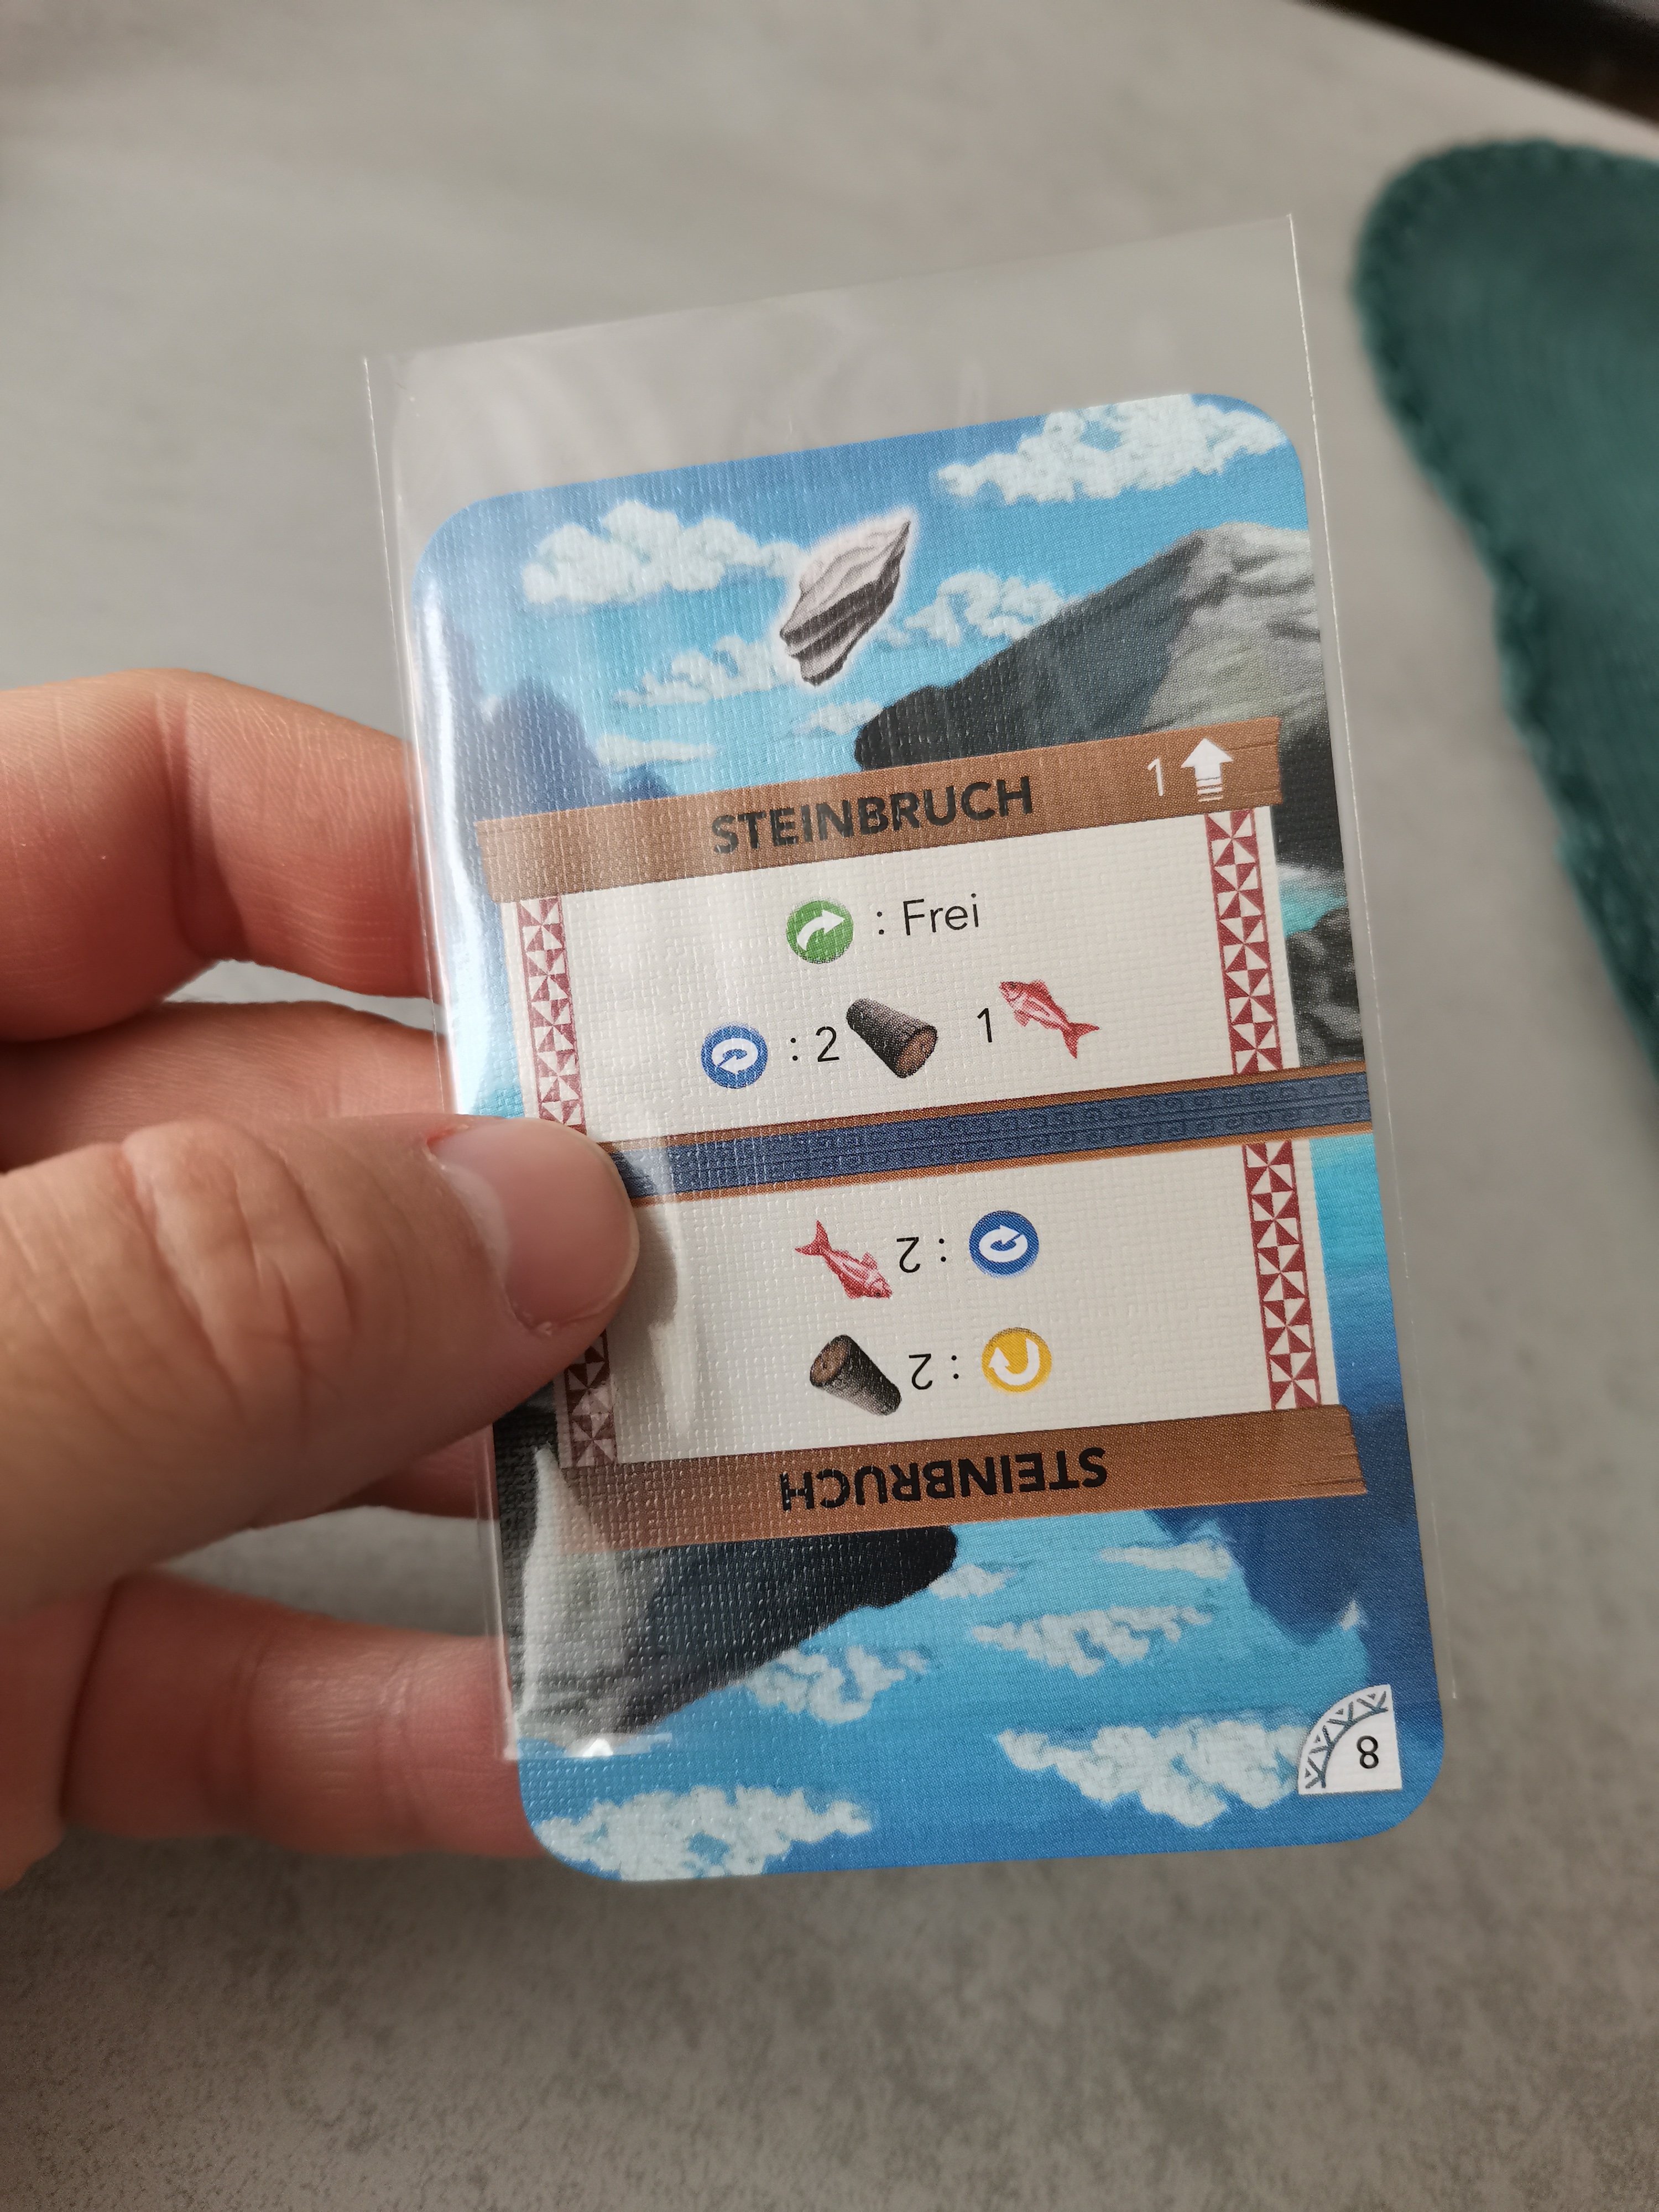 STEINBRUCH 1
: Frei
: 2 1
: 2
: 2
STEINBRUCH
8